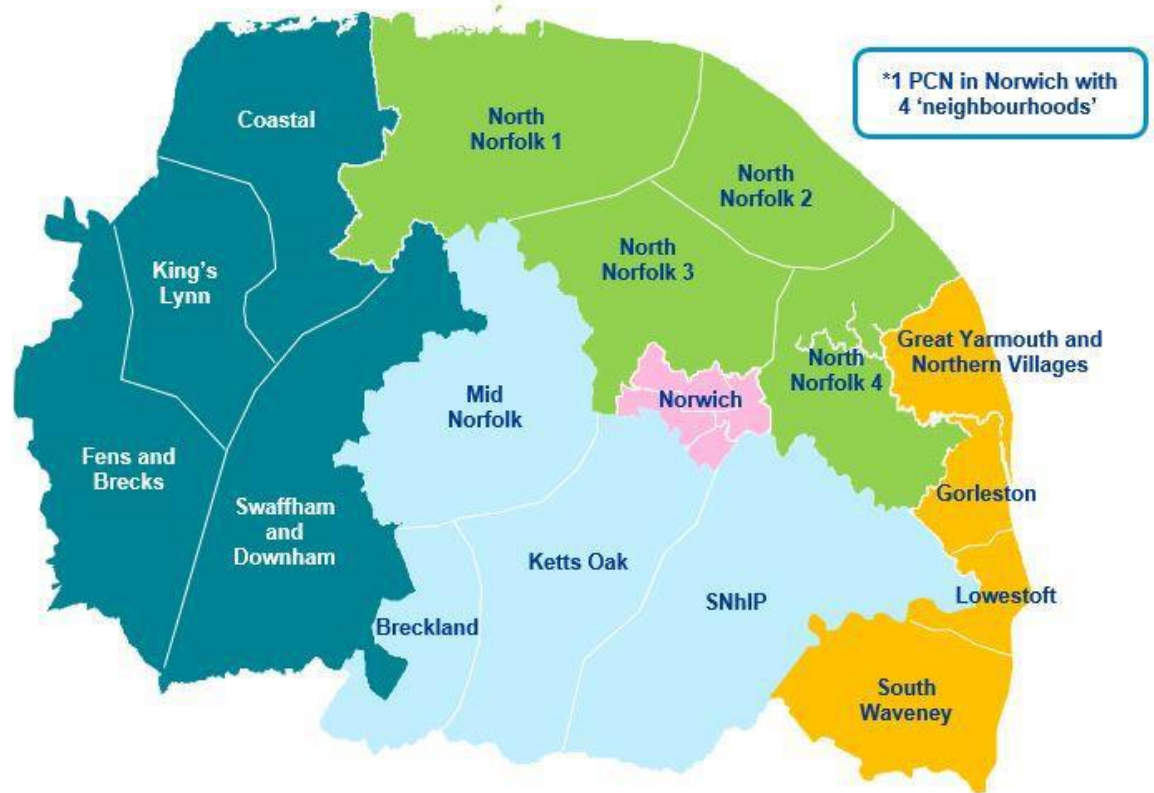 *1 PCN in Norwich with
4 ‘neighbourhoods’
Coastal
North
Norfolk 1
North
Norfolk 2
North
Norfolk 3
King’s
Lynn
Great Yarmouth and
Northern Villages
North
Norfolk 4
Mid
Norfolk
Norwich
Fens and
Brecks
Swaffham
and
Downham
Gorleston
Ketts Oak
SNhIP
Lowestoft
Breckland
South
Waveney